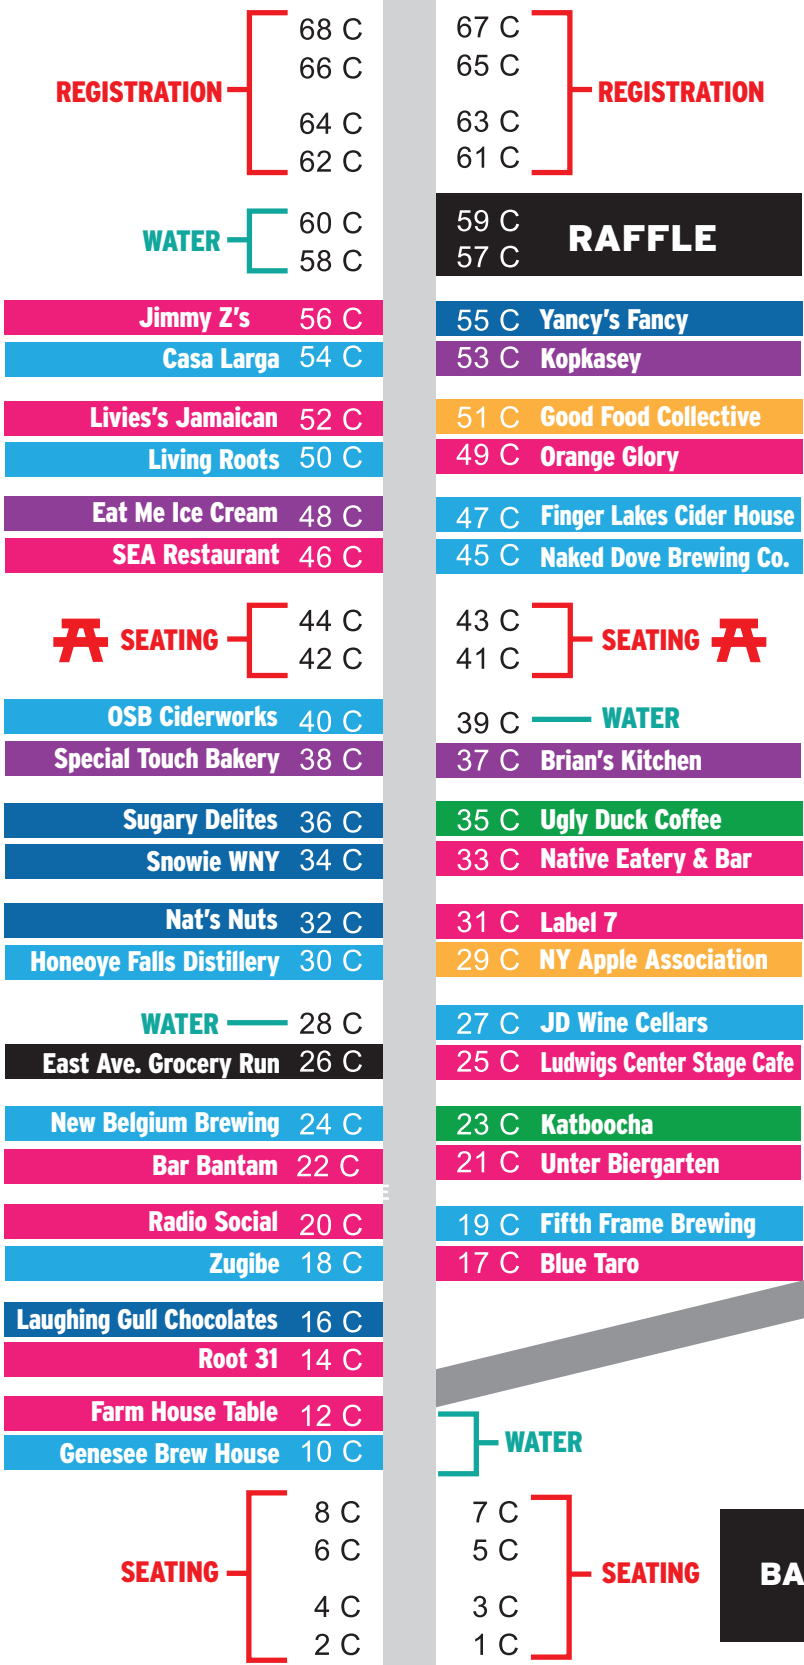 68 C
66 C
REGISTRATION
64 C
62 C
WATER
60 C
58 C
Jimmy Z's 56 C
Casa Larga 54 C
Livies's Jamaican 52 C
Living Roots 50 C
Eat Me Ice Cream 48 C
SEA Restaurant 46 C
44 C
SEATING
42 C
OSB Ciderworks 40 C
Special Touch Bakery 38 C
Sugary Delites 36 C
Snowie WNY 34 C
Nat's Nuts 32 C
Honeoye Falls Distillery 30 C
WATER 28 C
East Ave. Grocery Run 26 C
New Belgium Brewing 24 C
Bar Bantam 22 C
Radio Social 20 C
Zugibe 18 C
Laughing Gull Chocolates 16 C
Root 31 14 C
Farm House Table 12 C
Genesee Brew House 10 C
8 C
6 C
SEATING
4 C
2 C
67 C
65 C
REGISTRATION
63 C
61 C
59 C
RAFFLE
57 C
55 C Yancy's Fancy
53 C Kopkasey
51 C Good Food Collective
49 C Orange Glory
47 C Finger Lakes Cider House
45 C Naked Dove Brewing Co.
43 C
SEATING
41 C
39 C WATER
37 C Brian's Kitchen
35 C Ugly Duck Coffee
33 C Native Eatery & Bar
31 C Label 7
29 C NY Apple Association
27 C JD Wine Cellars
25 C Ludwigs Center Stage Cafe
23 C Katboocha
21 C Unter Biergarten
19 C Fifth Frame Brewing
17 C Blue Taro
WATER
7 C
5 C
SEATING
3 C
1 C
BA